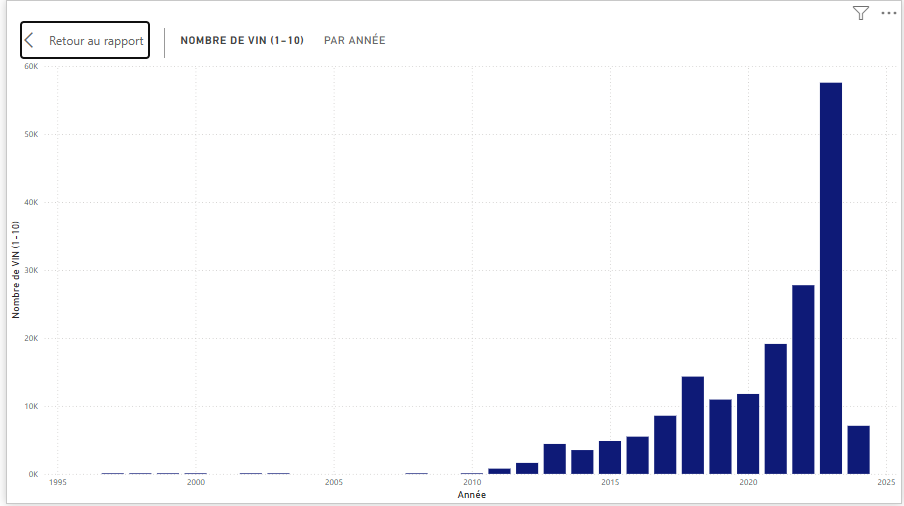 Retour au rapport
NOMBRE DE VIN (1-10) PAR ANNÉE
60K
50K
40K
30K
20K
10K
0K
Nombre de VIN (1-10)
1995 2000 2005 2010 2015 2020 2025
Année